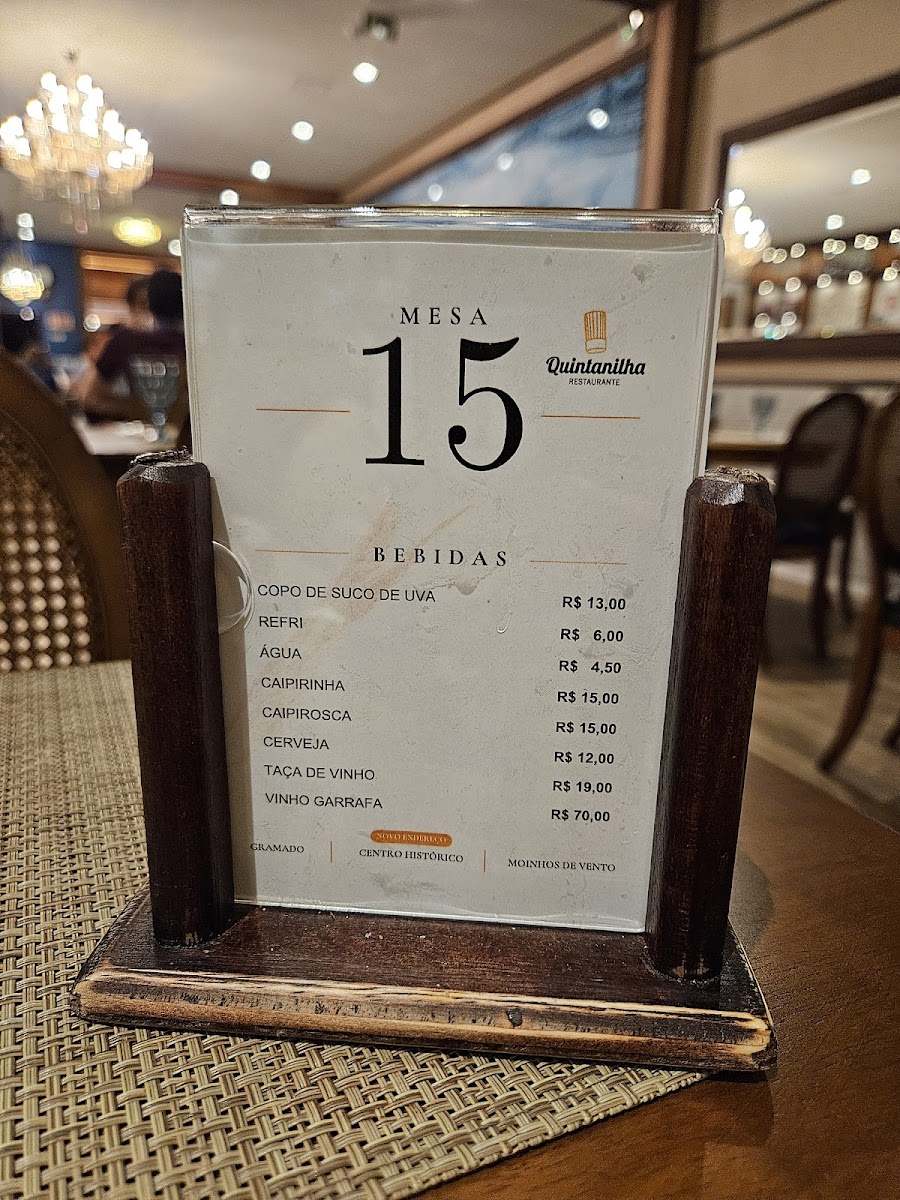 MESA
15
Quintanilha
RESTAURANTE
BEBIDAS
COPO DE SUCO DE UVA R$ 13,00
REFRI R$ 6,00
ÁGUA R$ 4,50
CAIPIRINHA R$ 15,00
CAIPIROSCA R$ 15,00
CERVEJA R$ 12,00
TAÇA DE VINHO R$ 19,00
VINHO GARRAFA R$ 70,00
NOVO ENDEREÇO
GRAMADO CENTRO HISTÓRICO MOINHOS DE VENTO